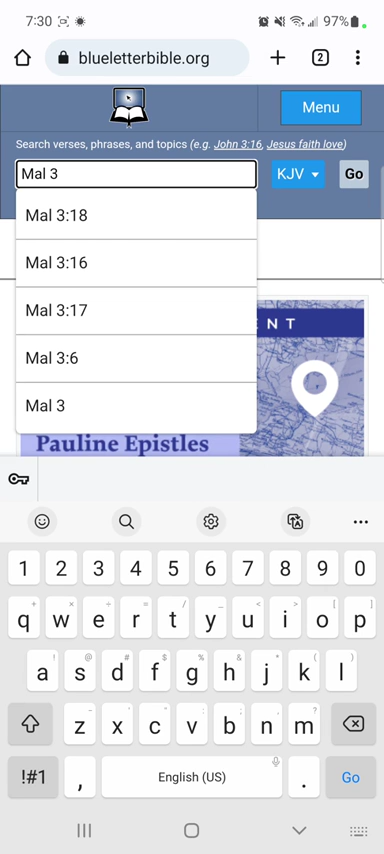 7:30 97%
blueletterbible.org 2
Menu
Search verses, phrases, and topics (e.g. John 3:16, Jesus faith love)
Mal 3 KJV Go
Mal 3:18
Mal 3:16
Mal 3:17
Mal 3:6
Mal 3
ENT
Pauline Epistles
1 2 3 4 5 6 7 8 9 0
q w e r t y u i o p
a s d f g h j k l
z x c v b n m
!#1 , English (US) . Go